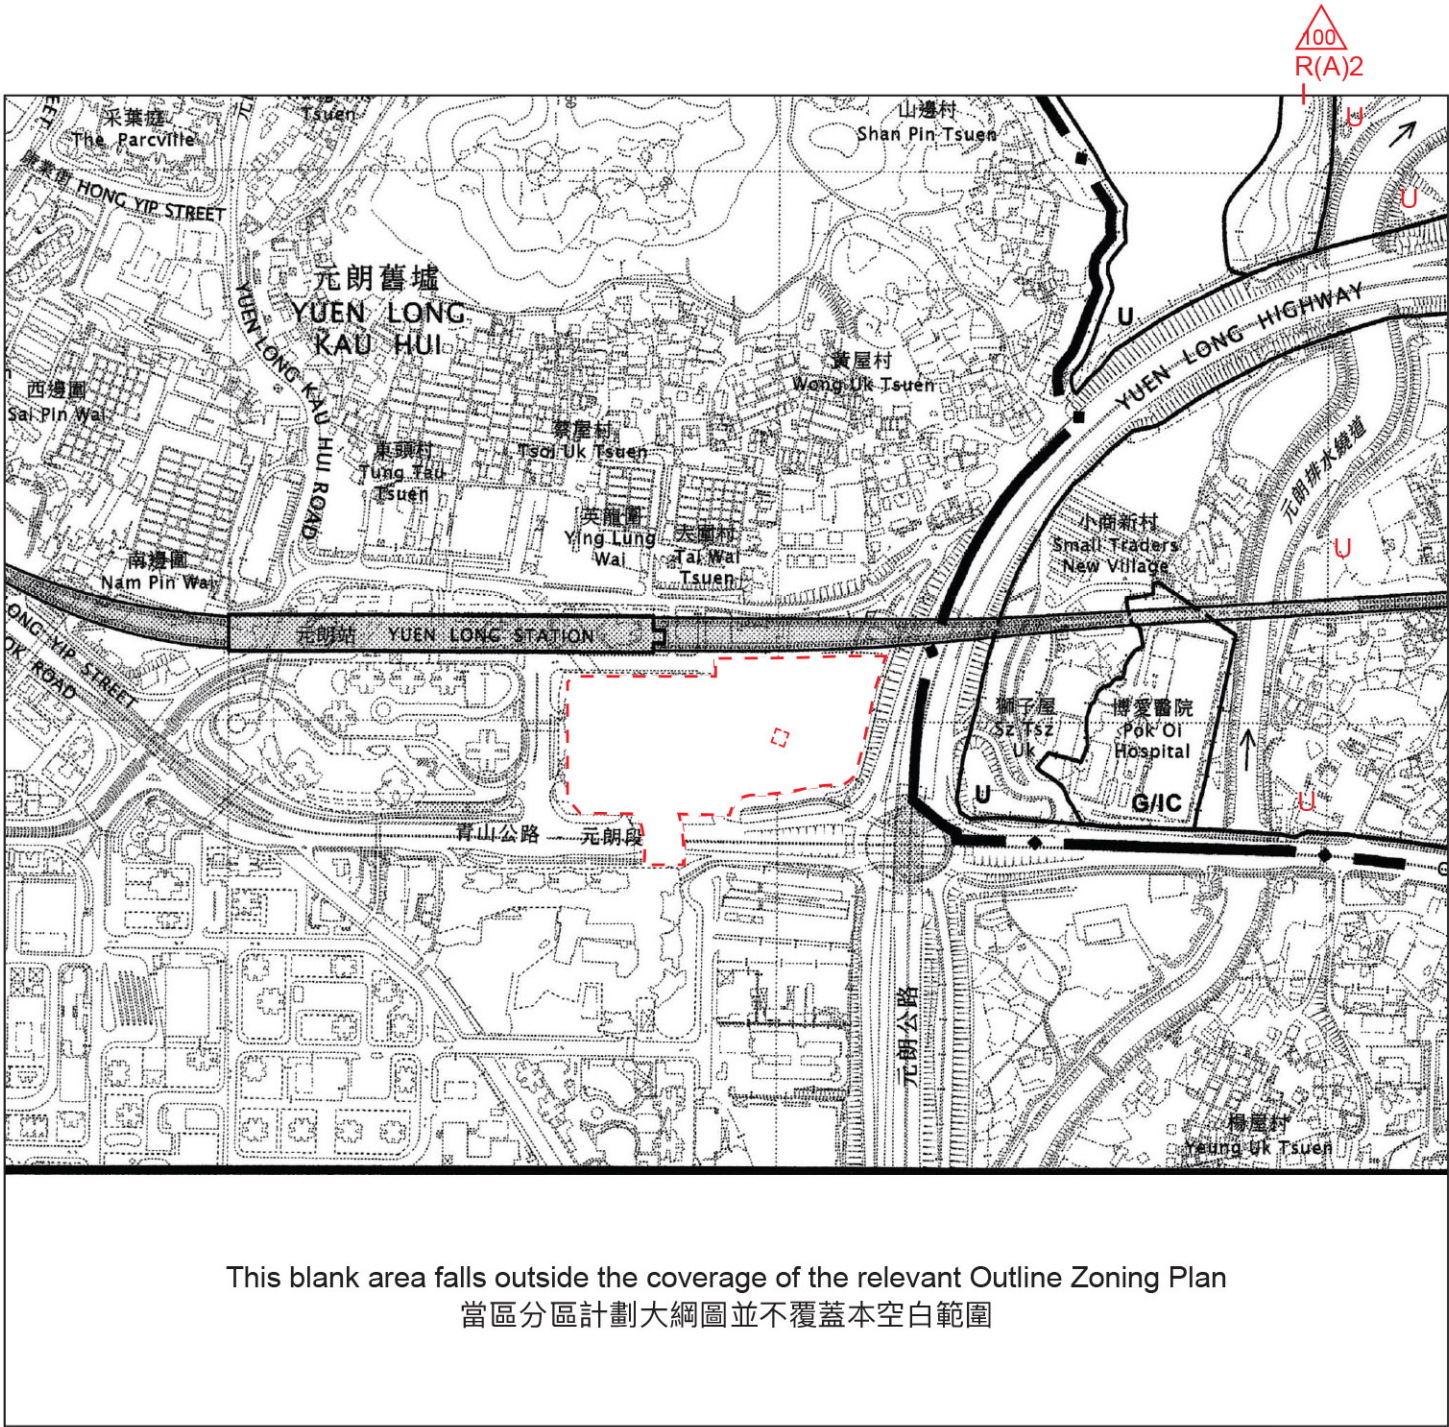 100
R(A)2
采葉庭
The Parcville
Tsuen
山邊村
Shan Pin Tsuen
U
U
康業街 HONG YIP STREET
元朗舊墟
YUEN LONG
KAU HUI
YUEN LONG KAU HUI ROAD
U
YUEN LONG HIGHWAY
西邊圍
Sai Pin Wai
黃屋村
Wong Uk Tsuen
東頭村
Tung Tau
Tsuen
蔡屋村
Tsoi Uk Tsuen
元朗排水繞道
英龍圍
Ying Lung
Wai
大圍村
Tai Wai
Tsuen
小商新村
Small Traders
New Village
U
南邊圍
Nam Pin Wai
元朗站 YUEN LONG STATION
ONG YIP STREET
OK ROAD
獅子屋
Sz Tsz
Uk
博愛醫院
Pok Oi
Hospital
U
G/IC
U
青山公路 — 元朗段
元朗公路
楊屋村
Yeung Uk Tsuen
This blank area falls outside the coverage of the relevant Outline Zoning Plan
當區分區計劃大綱圖並不覆蓋本空白範圍